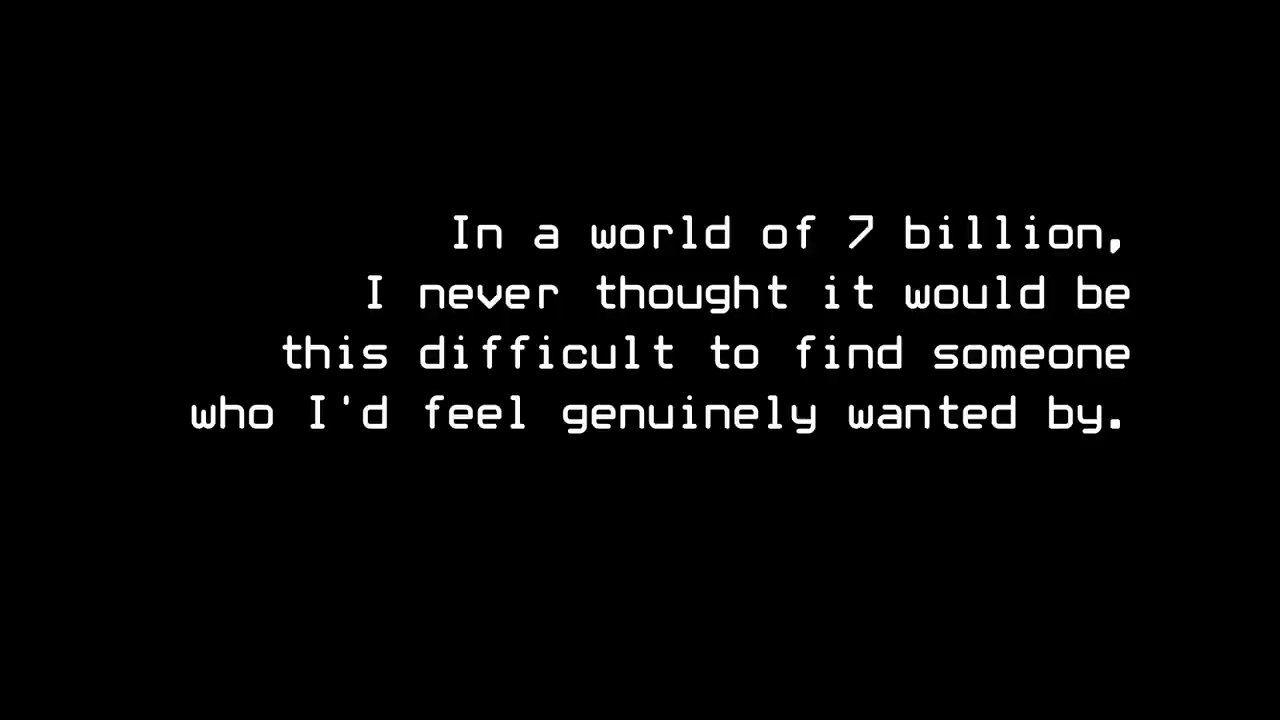 In a world of 7 billion,
I never thought it would be
this difficult to find someone
who I'd feel genuinely wanted by.